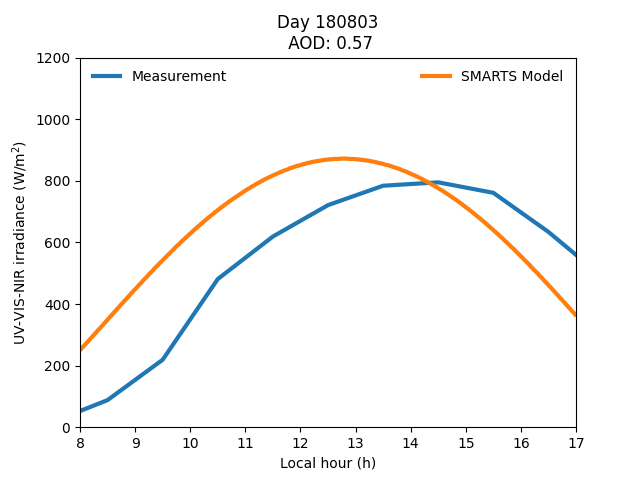 Day 180803
AOD: 0.57
Measurement
SMARTS Model
UV-VIS-NIR irradiance (W/m²)
1200
1000
800
600
400
200
0
8 9 10 11 12 13 14 15 16 17
Local hour (h)